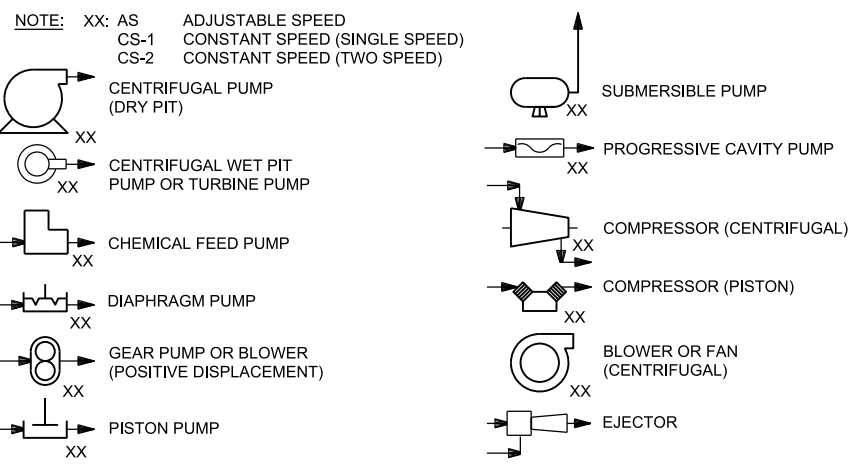 NOTE: XX: AS ADJUSTABLE SPEED
CS-1 CONSTANT SPEED (SINGLE SPEED)
CS-2 CONSTANT SPEED (TWO SPEED)
CENTRIFUGAL PUMP
(DRY PIT)
XX
CENTRIFUGAL WET PIT
PUMP OR TURBINE PUMP
XX
CHEMICAL FEED PUMP
XX
DIAPHRAGM PUMP
XX
GEAR PUMP OR BLOWER
(POSITIVE DISPLACEMENT)
XX
PISTON PUMP
XX
SUBMERSIBLE PUMP
XX
PROGRESSIVE CAVITY PUMP
XX
COMPRESSOR (CENTRIFUGAL)
XX
COMPRESSOR (PISTON)
XX
BLOWER OR FAN
(CENTRIFUGAL)
XX
EJECTOR